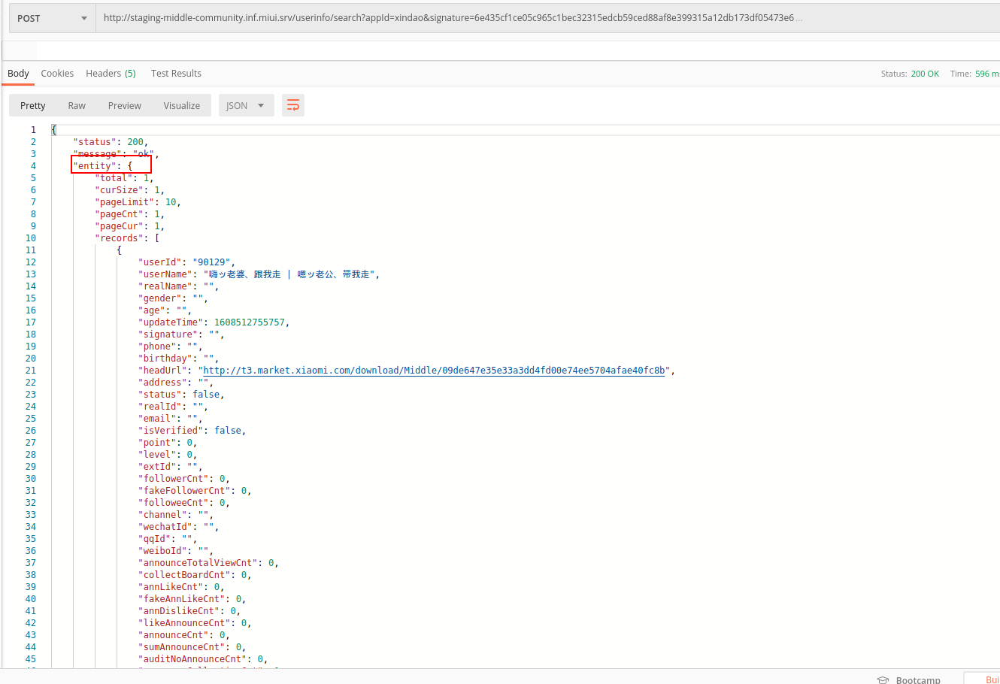 POST http://staging-middle-community.inf.miui.srv/userinfo/search?appId=xindao&signature=6e435cf1ce05c965c1bec32315edcb59ced88af8e399315a12db173df05473e6...
Body Cookies Headers (5) Test Results Status: 200 OK Time: 596 m
Pretty Raw Preview Visualize JSON
1 {
2 "status": 200,
3 "message": "ok",
4 "entity": {
5 "total": 1,
6 "curSize": 1,
7 "pageLimit": 10,
8 "pageCnt": 1,
9 "pageCur": 1,
10 "records": [
11 {
12 "userId": "90129",
13 "userName": "嗨ッ老婆、跟我走 | 嗯ッ老公、带我走",
14 "realName": "",
15 "gender": "",
16 "age": "",
17 "updateTime": 1608512755757,
18 "signature": "",
19 "phone": "",
20 "birthday": "",
21 "headUrl": "http://t3.market.xiaomi.com/download/Middle/09de647e35e33a3dd4fd00e74ee5704afae40fc8b",
22 "address": "",
23 "status": false,
24 "realId": "",
25 "email": "",
26 "isVerified": false,
27 "point": 0,
28 "level": 0,
29 "extId": "",
30 "followerCnt": 0,
31 "fakeFollowerCnt": 0,
32 "followeeCnt": 0,
33 "channel": "",
34 "wechatId": "",
35 "qqId": "",
36 "weiboId": "",
37 "announceTotalViewCnt": 0,
38 "collectBoardCnt": 0,
39 "annLikeCnt": 0,
40 "fakeAnnLikeCnt": 0,
41 "annDislikeCnt": 0,
42 "likeAnnounceCnt": 0,
43 "announceCnt": 0,
44 "sumAnnounceCnt": 0,
45 "auditNoAnnounceCnt": 0,
Bootcamp Bui